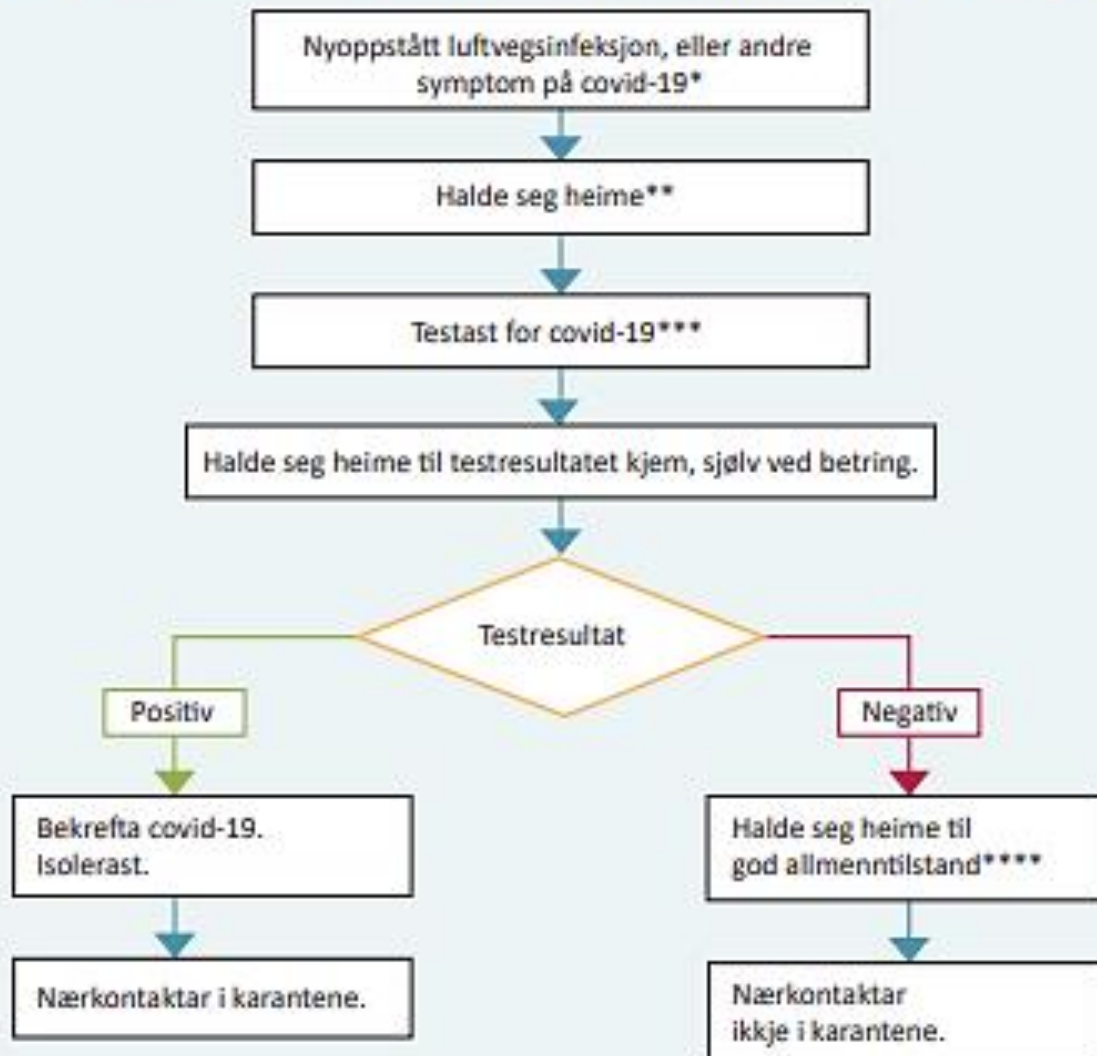 Nyoppstått luftvegsinfeksjon, eller andre
symptom på covid-19*
Halde seg heime**
Testast for covid-19***
Halde seg heime til testresultatet kjem, sjølv ved betring.
Testresultat
Positiv
Negativ
Bekrefta covid-19.
Isolerast.
Halde seg heime til
god allmenntilstand****
Nærkontaktar i karantene.
Nærkontaktar
ikkje i karantene.